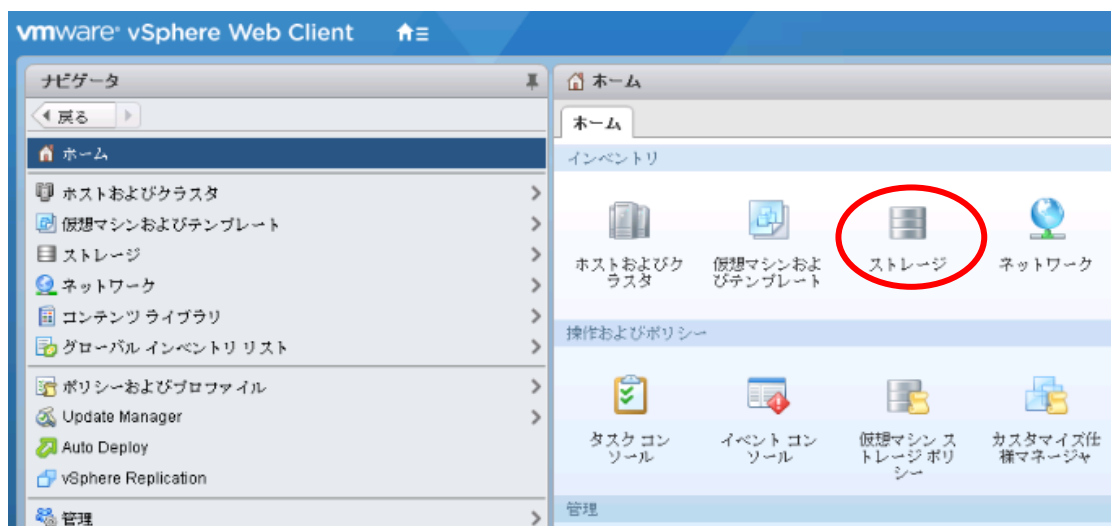 vmware® vSphere Web Client
ナビゲータ
戻る
ホーム
ホストおよびクラスタ
仮想マシンおよびテンプレート
ストレージ
ネットワーク
コンテンツ ライブラリ
グローバル インベントリ リスト
ポリシーおよびプロファイル
Update Manager
Auto Deploy
vSphere Replication
管理
ホーム
ホーム
インベントリ
ホストおよびク
ラスタ
仮想マシンおよ
びテンプレート
ストレージ
ネットワーク
操作およびポリシー
タスク コン
ソール
イベント コン
ソール
仮想マシン ス
トレージ ポリ
シー
カスタマイズ仕
様マネージャ
管理